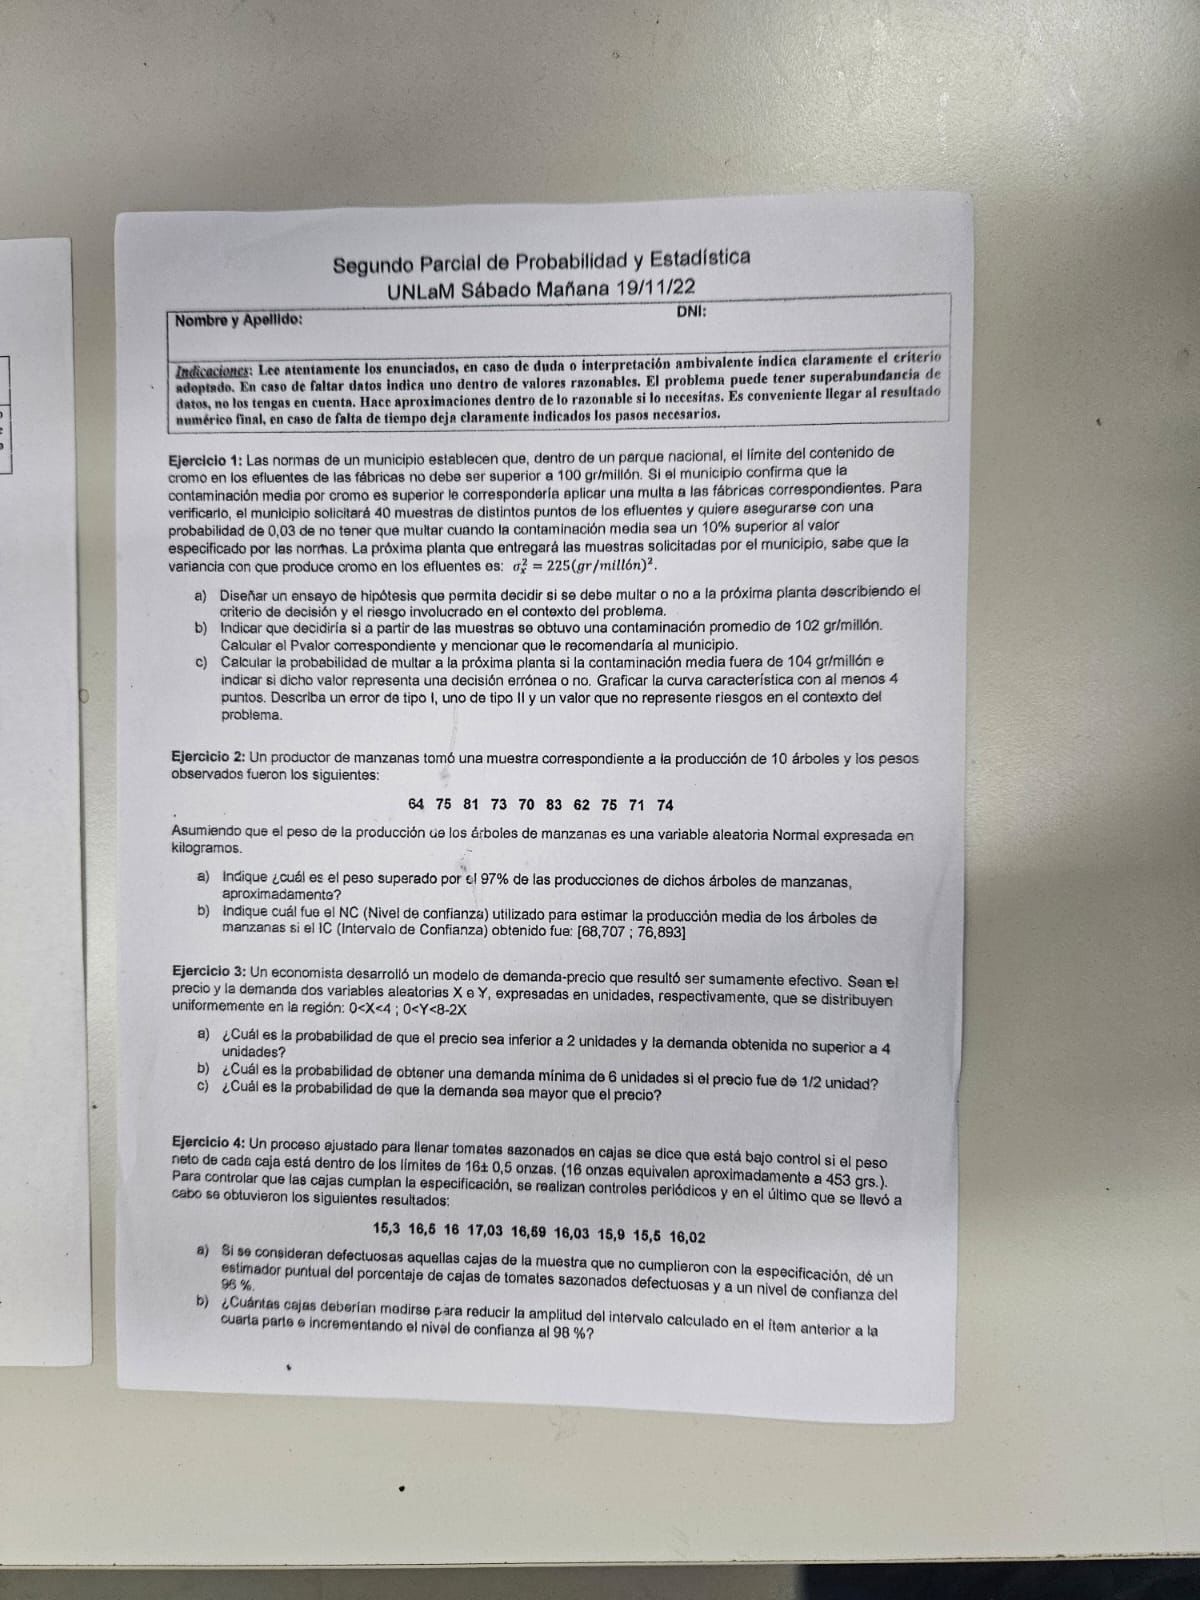 Segundo Parcial de Probabilidad y Estadística
UNLaM Sábado Mañana 19/11/22
Nombre y Apellido: DNI:
Indicaciones: Lee atentamente los enunciados, en caso de duda o interpretación ambivalente indica claramente el criterio
adoptado. En caso de faltar datos indica uno dentro de valores razonables. El problema puede tener superabundancia de
datos, no los tengas en cuenta. Hace aproximaciones dentro de lo razonable si lo necesitas. Es conveniente llegar al resultado
numérico final, en caso de falta de tiempo deja claramente indicados los pasos necesarios.
Ejercicio 1: Las normas de un municipio establecen que, dentro de un parque nacional, el límite del contenido de
cromo en los efluentes de las fábricas no debe ser superior a 100 gr/millón. Si el municipio confirma que la
contaminación media por cromo es superior le correspondería aplicar una multa a las fábricas correspondientes. Para
verificarlo, el municipio solicitará 40 muestras de distintos puntos de los efluentes y quiere asegurarse con una
probabilidad de 0,03 de no tener que multar cuando la contaminación media sea un 10% superior al valor
especificado por las normas. La próxima planta que entregará las muestras solicitadas por el municipio, sabe que la
variancia con que produce cromo en los efluentes es: σₓ² = 225(gr/millón)².
a) Diseñar un ensayo de hipótesis que permita decidir si se debe multar o no a la próxima planta describiendo el
criterio de decisión y el riesgo involucrado en el contexto del problema.
b) Indicar que decidiría si a partir de las muestras se obtuvo una contaminación promedio de 102 gr/millón.
Calcular el Pvalor correspondiente y mencionar que le recomendaría al municipio.
c) Calcular la probabilidad de multar a la próxima planta si la contaminación media fuera de 104 gr/millón e
indicar si dicho valor representa una decisión errónea o no. Graficar la curva característica con al menos 4
puntos. Describa un error de tipo I, uno de tipo II y un valor que no represente riesgos en el contexto del
problema.
Ejercicio 2: Un productor de manzanas tomó una muestra correspondiente a la producción de 10 árboles y los pesos
observados fueron los siguientes:
64 75 81 73 70 83 62 75 71 74
Asumiendo que el peso de la producción de los árboles de manzanas es una variable aleatoria Normal expresada en
kilogramos.
a) Indique ¿cuál es el peso superado por el 97% de las producciones de dichos árboles de manzanas,
aproximadamente?
b) Indique cuál fue el NC (Nivel de confianza) utilizado para estimar la producción media de los árboles de
manzanas si el IC (Intervalo de Confianza) obtenido fue: [68,707 ; 76,893]
Ejercicio 3: Un economista desarrolló un modelo de demanda-precio que resultó ser sumamente efectivo. Sean el
precio y la demanda dos variables aleatorias X e Y, expresadas en unidades, respectivamente, que se distribuyen
uniformemente en la región: 0<X<4 ; 0<Y<8-2X
a) ¿Cuál es la probabilidad de que el precio sea inferior a 2 unidades y la demanda obtenida no superior a 4
unidades?
b) ¿Cuál es la probabilidad de obtener una demanda mínima de 6 unidades si el precio fue de 1/2 unidad?
c) ¿Cuál es la probabilidad de que la demanda sea mayor que el precio?
Ejercicio 4: Un proceso ajustado para llenar tomates sazonados en cajas se dice que está bajo control si el peso
neto de cada caja está dentro de los límites de 16± 0,5 onzas. (16 onzas equivalen aproximadamente a 453 grs.).
Para controlar que las cajas cumplan la especificación, se realizan controles periódicos y en el último que se llevó a
cabo se obtuvieron los siguientes resultados:
15,3 16,5 16 17,03 16,59 16,03 15,9 15,5 16,02
a) Si se consideran defectuosas aquellas cajas de la muestra que no cumplieron con la especificación, dé un
estimador puntual del porcentaje de cajas de tomates sazonados defectuosas y a un nivel de confianza del
96 %.
b) ¿Cuántas cajas deberían medirse para reducir la amplitud del intervalo calculado en el ítem anterior a la
cuarta parte e incrementando el nivel de confianza al 98 %?